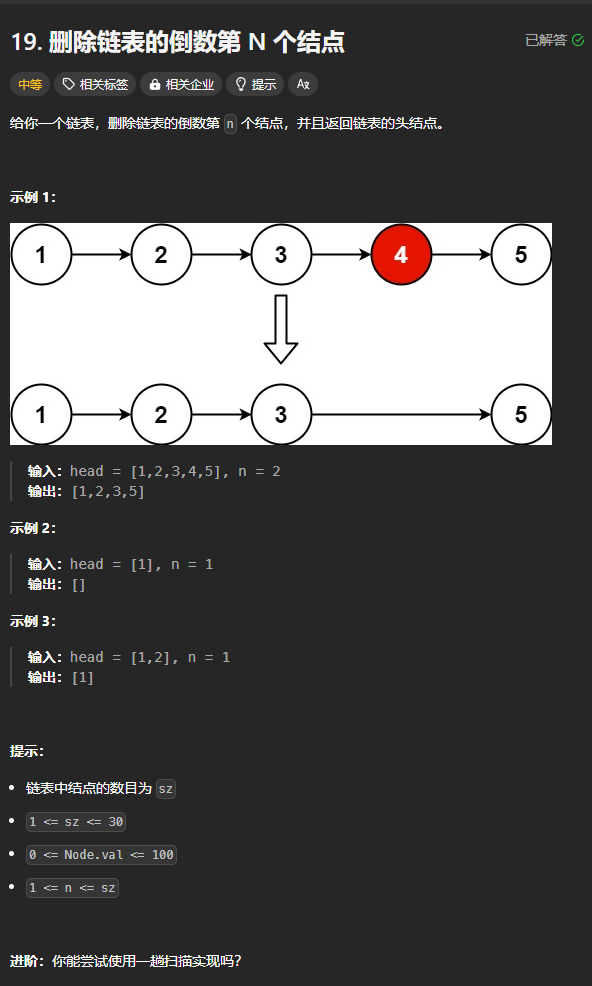 19. 删除链表的倒数第 N 个结点
已解答
中等
相关标签
相关企业
提示
给你一个链表，删除链表的倒数第 n 个结点，并且返回链表的头结点。
示例 1：
1 2 3 4 5
1 2 3 5
输入：head = [1,2,3,4,5], n = 2
输出：[1,2,3,5]
示例 2：
输入：head = [1], n = 1
输出：[]
示例 3：
输入：head = [1,2], n = 1
输出：[1]
提示：
链表中结点的数目为 sz
1 <= sz <= 30
0 <= Node.val <= 100
1 <= n <= sz
进阶：你能尝试使用一趟扫描实现吗？